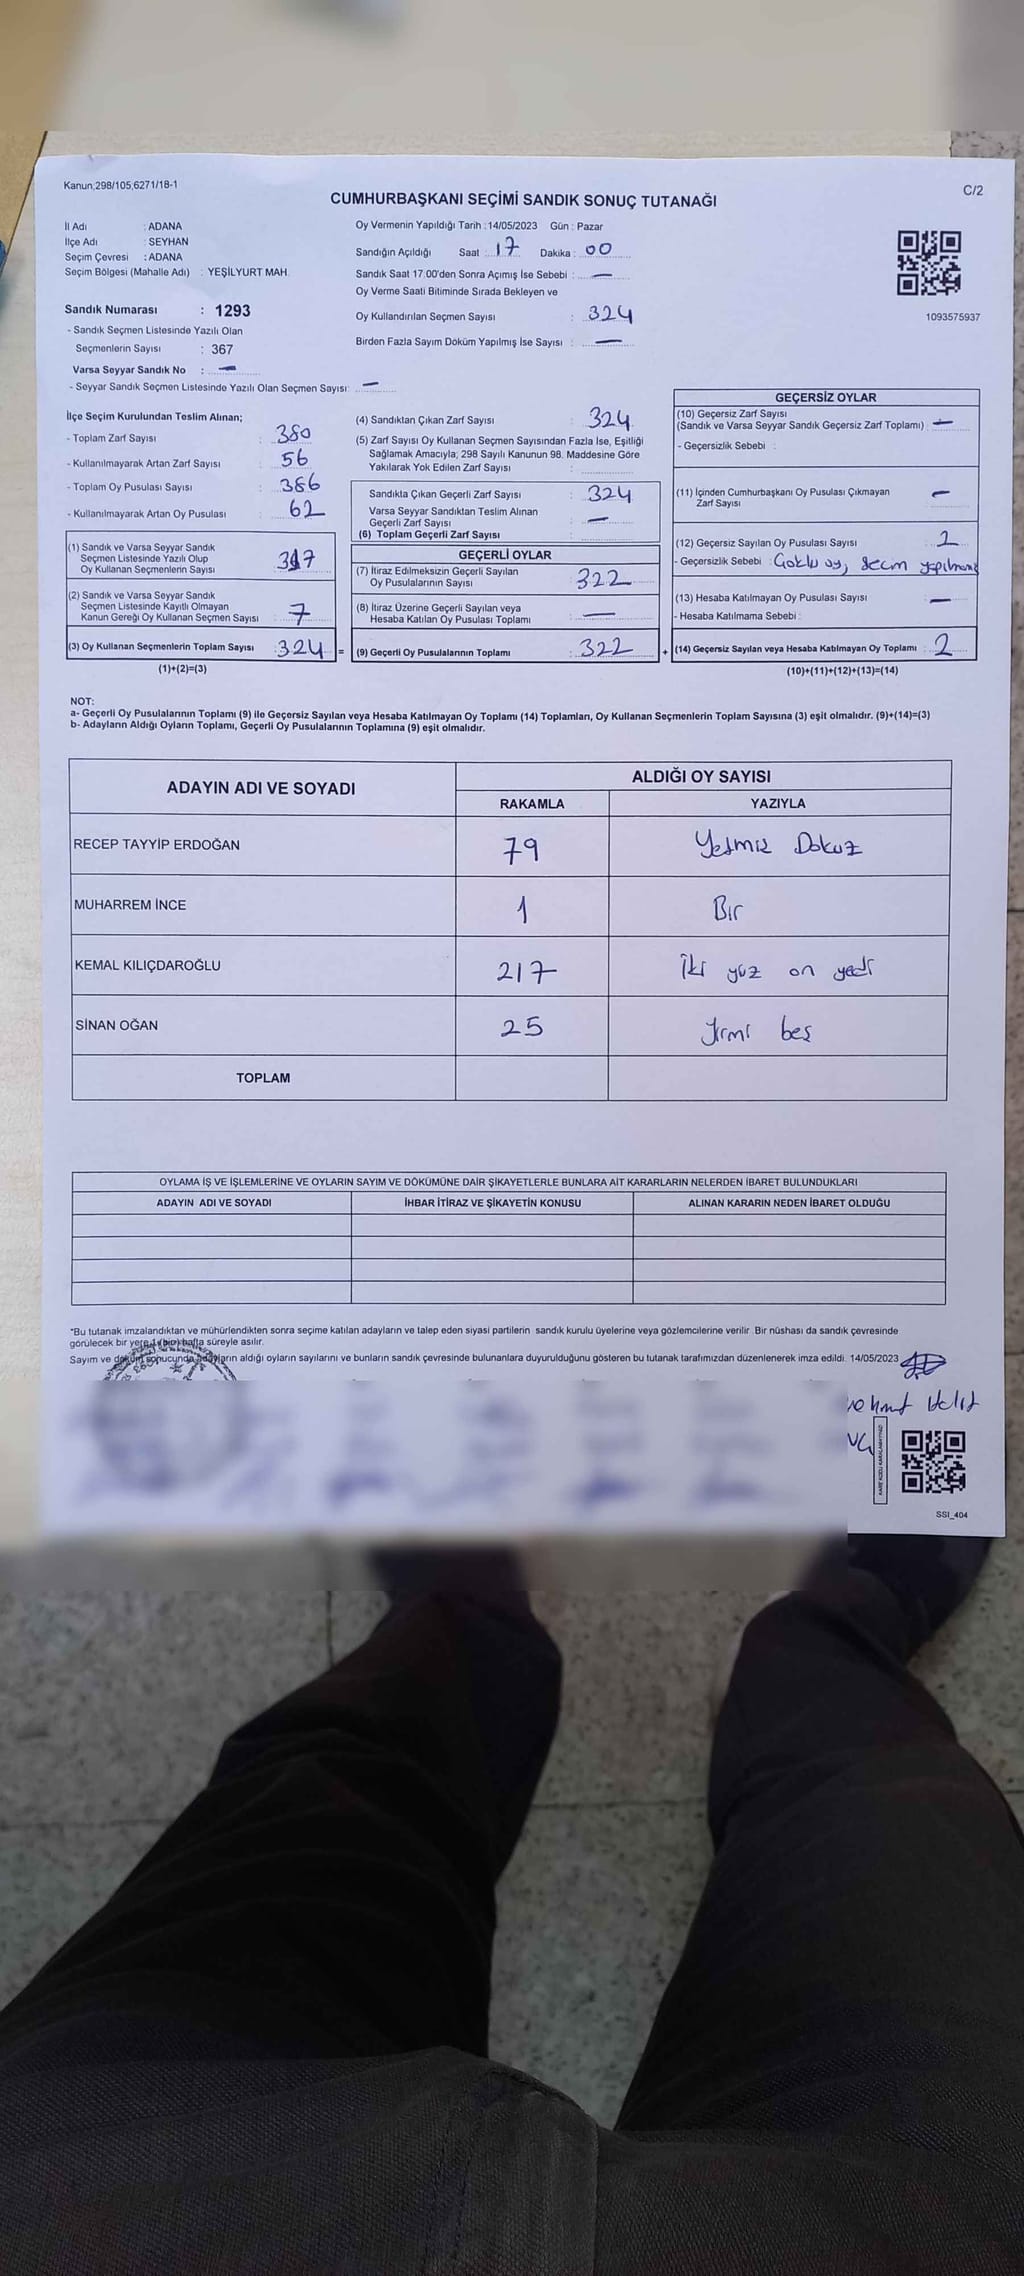 Kanun;298/105;6271/18-1
C/2
CUMHURBAŞKANI SEÇİMİ SANDIK SONUÇ TUTANAĞI
İl Adı : ADANA
İlçe Adı : SEYHAN
Seçim Çevresi : ADANA
Seçim Bölgesi (Mahalle Adı) : YEŞİLYURT MAH.
Sandık Numarası : 1293
- Sandık Seçmen Listesinde Yazılı Olan
Seçmenlerin Sayısı : 367
Varsa Seyyar Sandık No : —
- Seyyar Sandık Seçmen Listesinde Yazılı Olan Seçmen Sayısı: —
Oy Vermenin Yapıldığı Tarih :14/05/2023 Gün : Pazar
Sandığın Açıldığı Saat : 17 Dakika : 00
Sandık Saat 17.00'den Sonra Açımış İse Sebebi : —
Oy Verme Saati Bitiminde Sırada Bekleyen ve
Oy Kullandırılan Seçmen Sayısı : 324
Birden Fazla Sayım Döküm Yapılmış İse Sayısı : —
1093575937
İlçe Seçim Kurulundan Teslim Alınan;
- Toplam Zarf Sayısı : 380
- Kullanılmayarak Artan Zarf Sayısı : 56
- Toplam Oy Pusulası Sayısı : 386
- Kullanılmayarak Artan Oy Pusulası : 62
(1) Sandık ve Varsa Seyyar Sandık
Seçmen Listesinde Yazılı Olup
Oy Kullanan Seçmenlerin Sayısı 317
(2) Sandık ve Varsa Seyyar Sandık
Seçmen Listesinde Kayıtlı Olmayan
Kanun Gereği Oy Kullanan Seçmen Sayısı : 7
(3) Oy Kullanan Seçmenlerin Toplam Sayısı : 324 =
(1)+(2)=(3)
(4) Sandıktan Çıkan Zarf Sayısı : 324
(5) Zarf Sayısı Oy Kullanan Seçmen Sayısından Fazla İse, Eşitliği
Sağlamak Amacıyla; 298 Sayılı Kanunun 98. Maddesine Göre
Yakılarak Yok Edilen Zarf Sayısı :
Sandıkta Çıkan Geçerli Zarf Sayısı : 324
Varsa Seyyar Sandıktan Teslim Alınan
Geçerli Zarf Sayısı : —
(6) Toplam Geçerli Zarf Sayısı
GEÇERLİ OYLAR
(7) İtiraz Edilmeksizin Geçerli Sayılan
Oy Pusulalarının Sayısı : 322
(8) İtiraz Üzerine Geçerli Sayılan veya
Hesaba Katılan Oy Pusulası Toplamı : —
(9) Geçerli Oy Pusulalarının Toplamı : 322 +
GEÇERSİZ OYLAR
(10) Geçersiz Zarf Sayısı
(Sandık ve Varsa Seyyar Sandık Geçersiz Zarf Toplamı) : —
- Geçersizlik Sebebi :
(11) İçinden Cumhurbaşkanı Oy Pusulası Çıkmayan
Zarf Sayısı —
(12) Geçersiz Sayılan Oy Pusulası Sayısı : 2
- Geçersizlik Sebebi : oy, secim
(13) Hesaba Katılmayan Oy Pusulası Sayısı : —
- Hesaba Katılmama Sebebi :
(14) Geçersiz Sayılan veya Hesaba Katılmayan Oy Toplamı : 2
(10)+(11)+(12)+(13)=(14)
NOT:
a- Geçerli Oy Pusulalarının Toplamı (9) ile Geçersiz Sayılan veya Hesaba Katılmayan Oy Toplamı (14) Toplamları, Oy Kullanan Seçmenlerin Toplam Sayısına (3) eşit olmalıdır. (9)+(14)=(3)
b- Adayların Aldığı Oyların Toplamı, Geçerli Oy Pusulalarının Toplamına (9) eşit olmalıdır.
ADAYIN ADI VE SOYADI
ALDIĞI OY SAYISI
RAKAMLA YAZIYLA
RECEP TAYYİP ERDOĞAN 79 Yetmiş Dokuz
MUHARREM İNCE 1 Bir
KEMAL KILIÇDAROĞLU 217 İki yüz on yedi
SİNAN OĞAN 25 Yirmi beş
TOPLAM
OYLAMA İŞ VE İŞLEMLERİNE VE OYLARIN SAYIM VE DÖKÜMÜNE DAİR ŞİKAYETLERLE BUNLARA AİT KARARLARIN NELERDEN İBARET BULUNDUKLARI
ADAYIN ADI VE SOYADI İHBAR İTİRAZ VE ŞİKAYETİN KONUSU ALINAN KARARIN NEDEN İBARET OLDUĞU
*Bu tutanak imzalandıktan ve mühürlendikten sonra seçime katılan adayların ve talep eden siyasi partilerin sandık kurulu üyelerine veya gözlemcilerine verilir. Bir nüshası da sandık çevresinde
görülecek bir yere 1 (bir) hafta süreyle asılır.
Sayım ve döküm sonucunda adayların aldığı oyların sayılarını ve bunların sandık çevresinde bulunanlara duyurulduğunu gösteren bu tutanak tarafımızdan düzenlenerek imza edildi. 14/05/2023
SSI_404